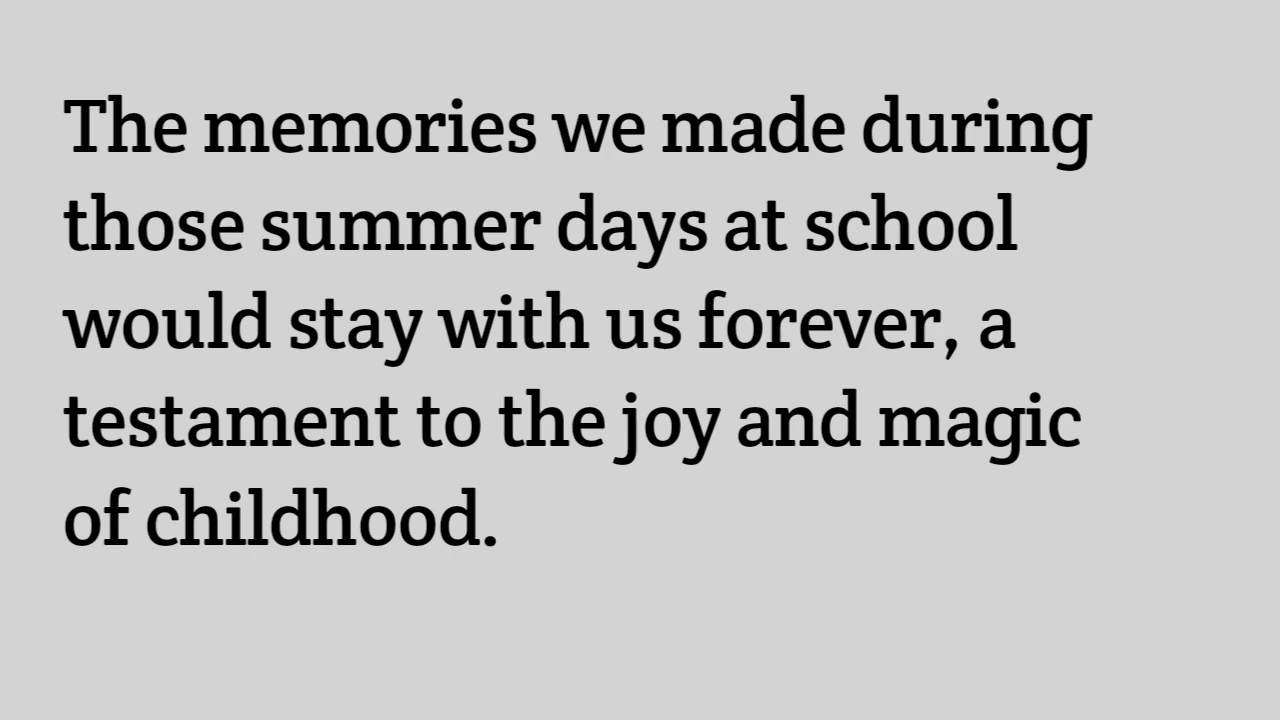 The memories we made during
those summer days at school
would stay with us forever, a
testament to the joy and magic
of childhood.